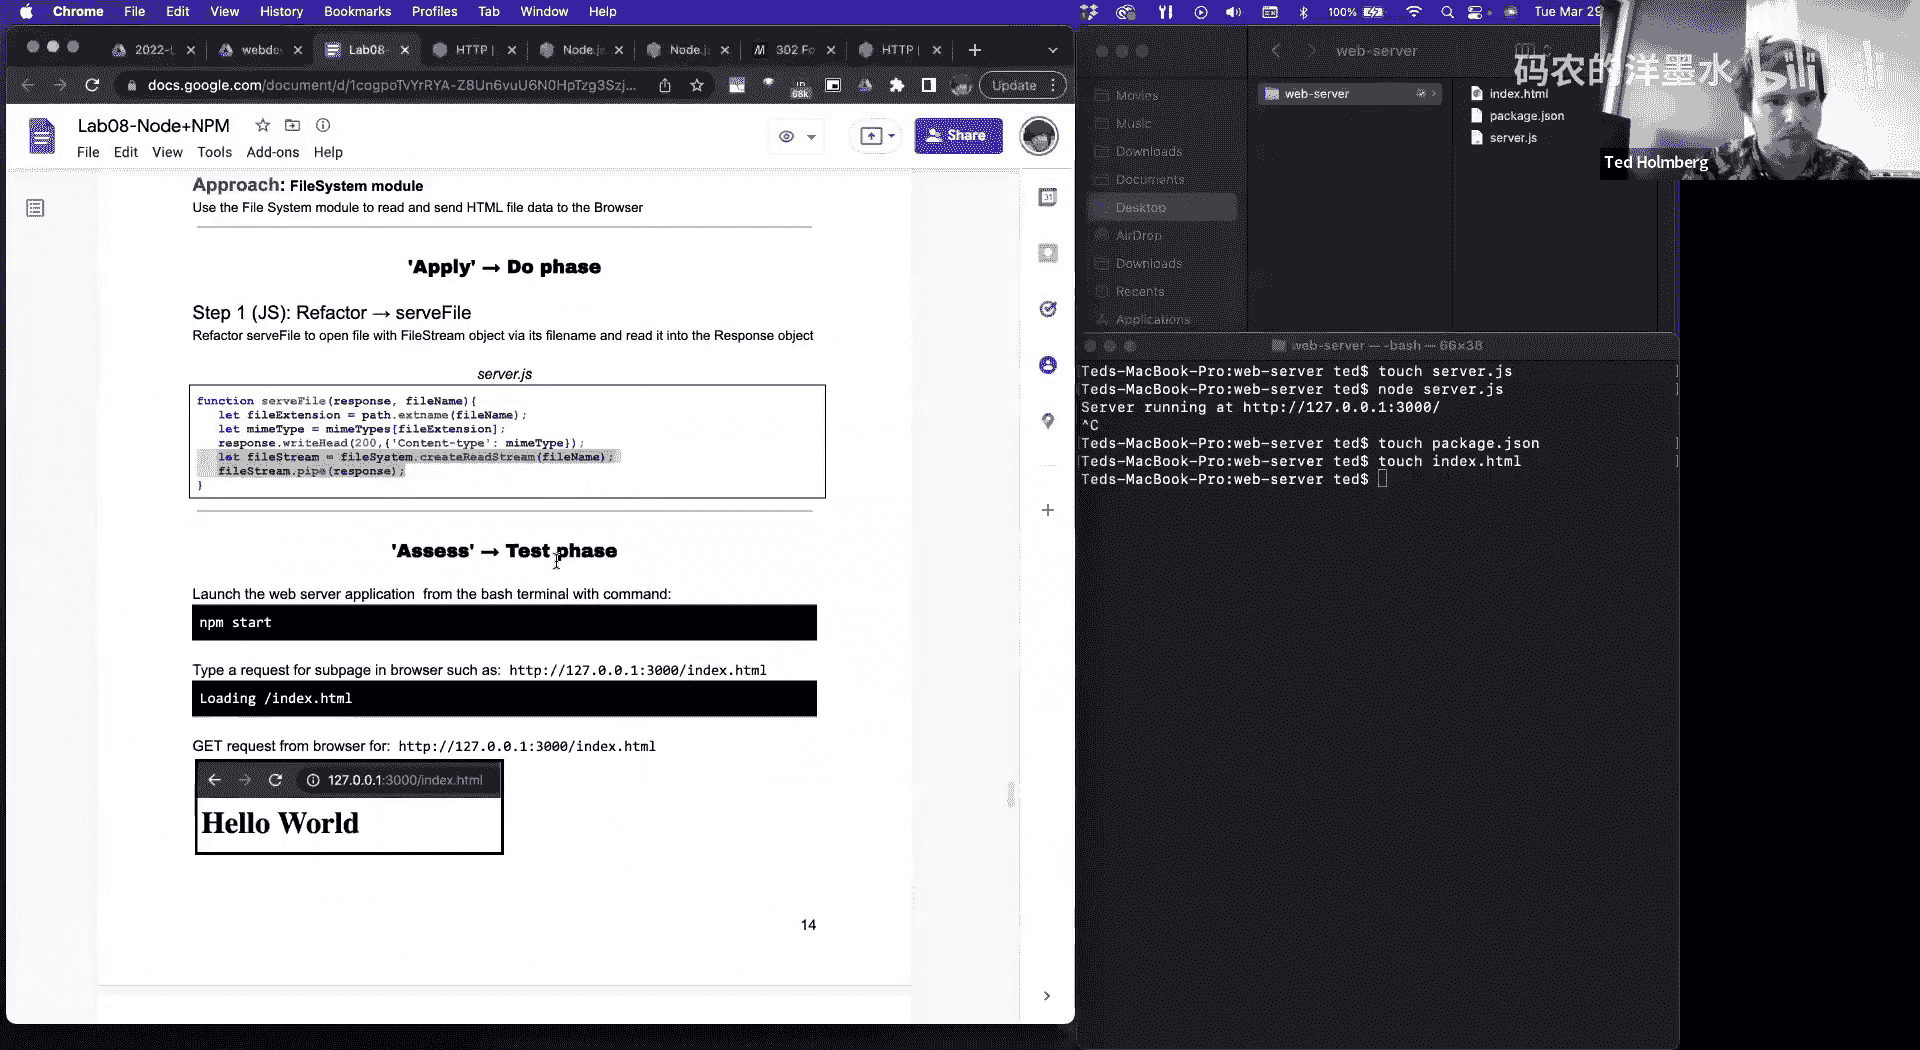 Chrome File Edit View History Bookmarks Profiles Tab Window Help
100% Tue Mar 29
2022-L webdev Lab08- HTTP | Node.js Node.js 302 Fo HTTP |
docs.google.com/document/d/1cogpoTVYrRYA-Z8Un6vuU6N0HpTzg3Szj...
68k
Update
Lab08-Node+NPM
File Edit View Tools Add-ons Help
Share
31
Approach: FileSystem module
Use the File System module to read and send HTML file data to the Browser
'Apply' → Do phase
Step 1 (JS): Refactor → serveFile
Refactor serveFile to open file with FileStream object via its filename and read it into the Response object
server.js
function serveFile(response, fileName){
let fileExtension = path.extname(fileName);
let mimeType = mimeTypes[fileExtension];
response.writeHead(200,{'Content-type': mimeType});
let fileStream = fileSystem.createReadStream(fileName);
fileStream.pipe(response);
}
'Assess' → Test phase
Launch the web server application from the bash terminal with command:
npm start
Type a request for subpage in browser such as: http://127.0.0.1:3000/index.html
Loading /index.html
GET request from browser for: http://127.0.0.1:3000/index.html
127.0.0.1:3000/index.html
Hello World
14
web-server
Movies
Music
Downloads
Documents
Desktop
AirDrop
Downloads
Recents
Applications
web-server
index.html
package.json
server.js
码农的洋墨水
bilibili
Ted Holmberg
web-server — -bash — 66×38
Teds-MacBook-Pro:web-server ted$ touch server.js
Teds-MacBook-Pro:web-server ted$ node server.js
Server running at http://127.0.0.1:3000/
^C
Teds-MacBook-Pro:web-server ted$ touch package.json
Teds-MacBook-Pro:web-server ted$ touch index.html
Teds-MacBook-Pro:web-server ted$